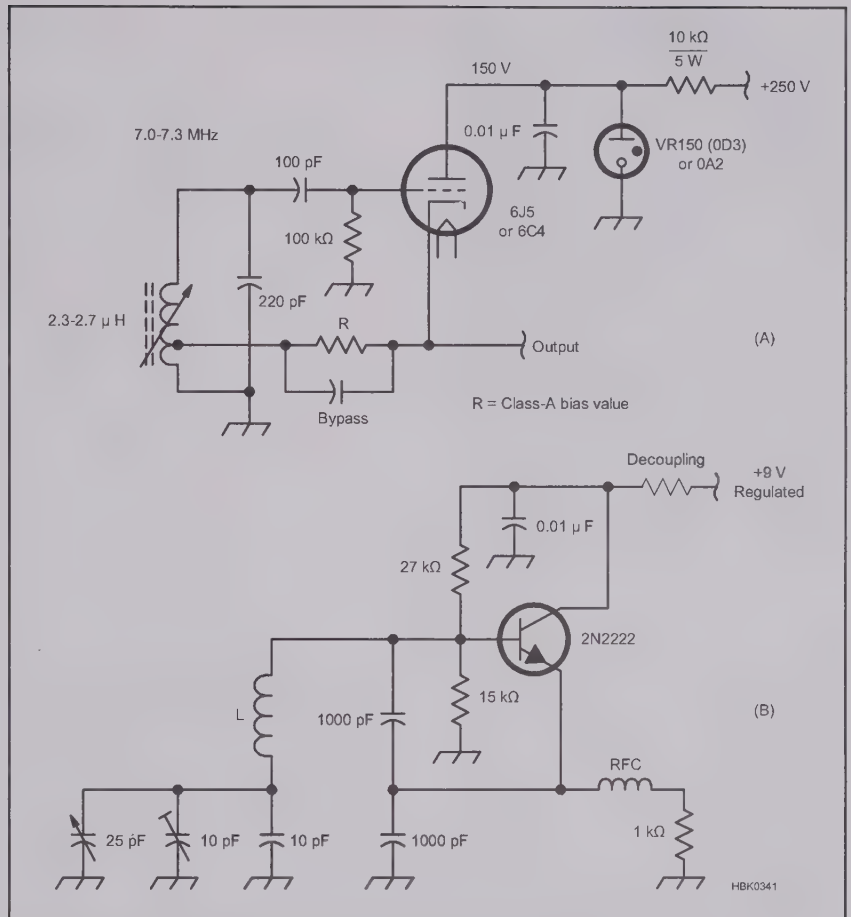 10 kΩ
5 W
150 V
+250 V
7.0-7.3 MHz
0.01 µ F
VR150 (0D3)
or 0A2
100 pF
6J5
or 6C4
100 kΩ
220 pF
2.3-2.7 µ H
R
Output
(A)
Bypass
R = Class-A bias value
Decoupling
+9 V
Regulated
0.01 µ F
27 kΩ
2N2222
15 kΩ
L
1000 pF
(B)
RFC
25 pF
10 pF
10 pF
1000 pF
1 kΩ
HBK0341